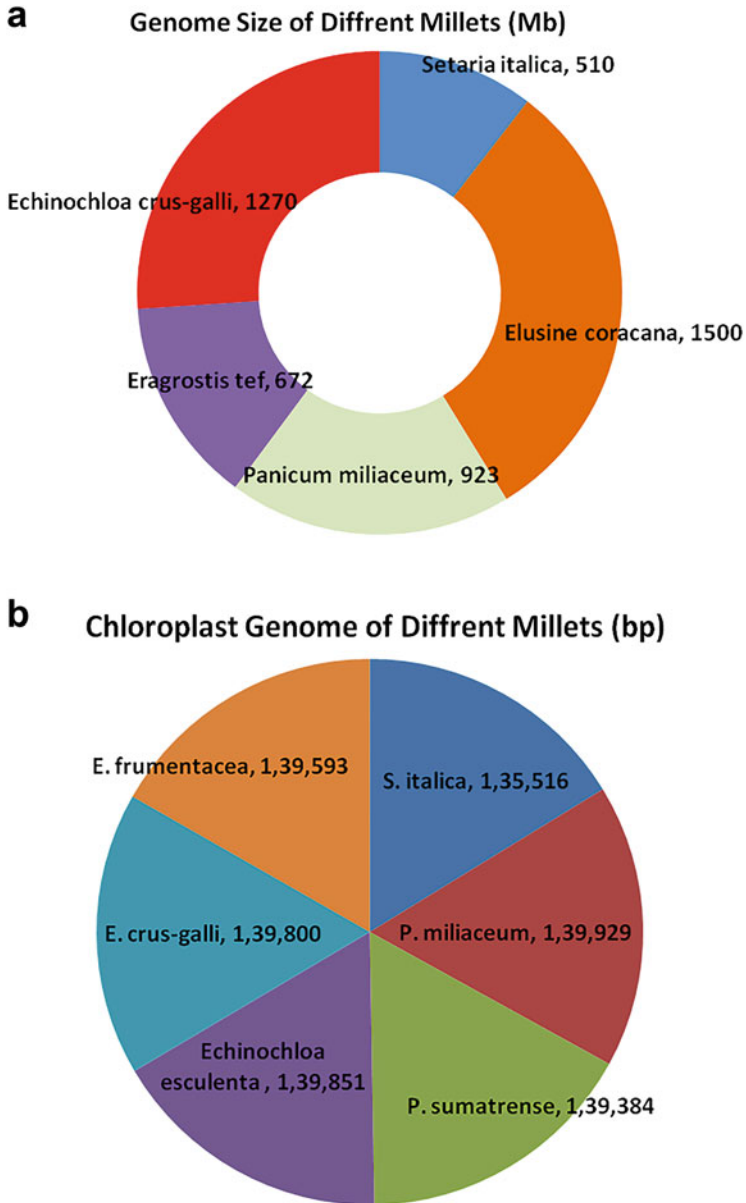 a
Genome Size of Diffrent Millets (Mb)
Setaria italica, 510
Echinochloa crus-galli, 1270
Elusine coracana, 1500
Eragrostis tef, 672
Panicum miliaceum, 923
b
Chloroplast Genome of Diffrent Millets (bp)
E. frumentacea, 1,39,593
S. italica, 1,35,516
E. crus-galli, 1,39,800
P. miliaceum, 1,39,929
Echinochloa
esculenta , 1,39,851
P. sumatrense, 1,39,384